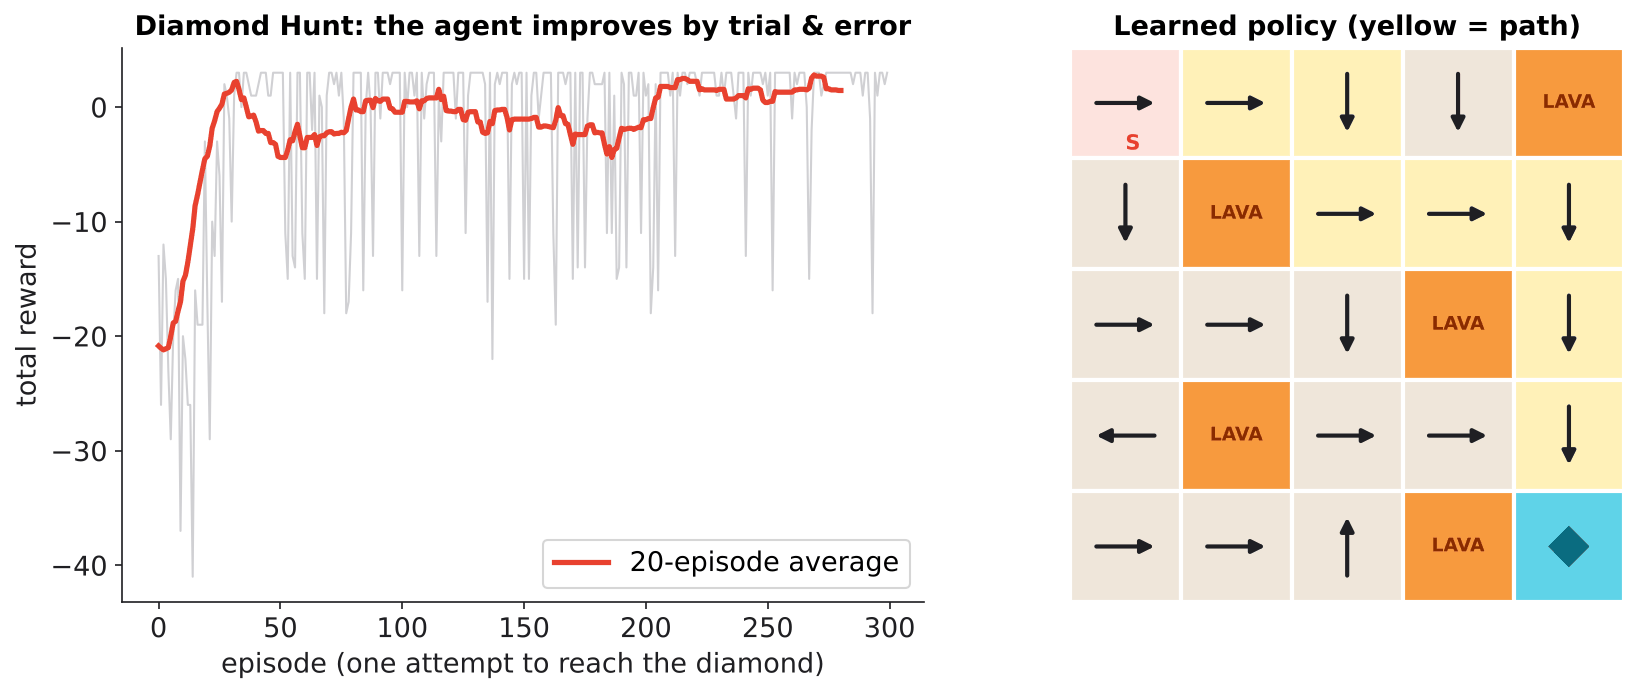 Diamond Hunt: the agent improves by trial & error
total reward
0
−10
−20
−30
−40
20-episode average
0 50 100 150 200 250 300
episode (one attempt to reach the diamond)
Learned policy (yellow = path)
LAVA
S
LAVA
LAVA
LAVA
LAVA